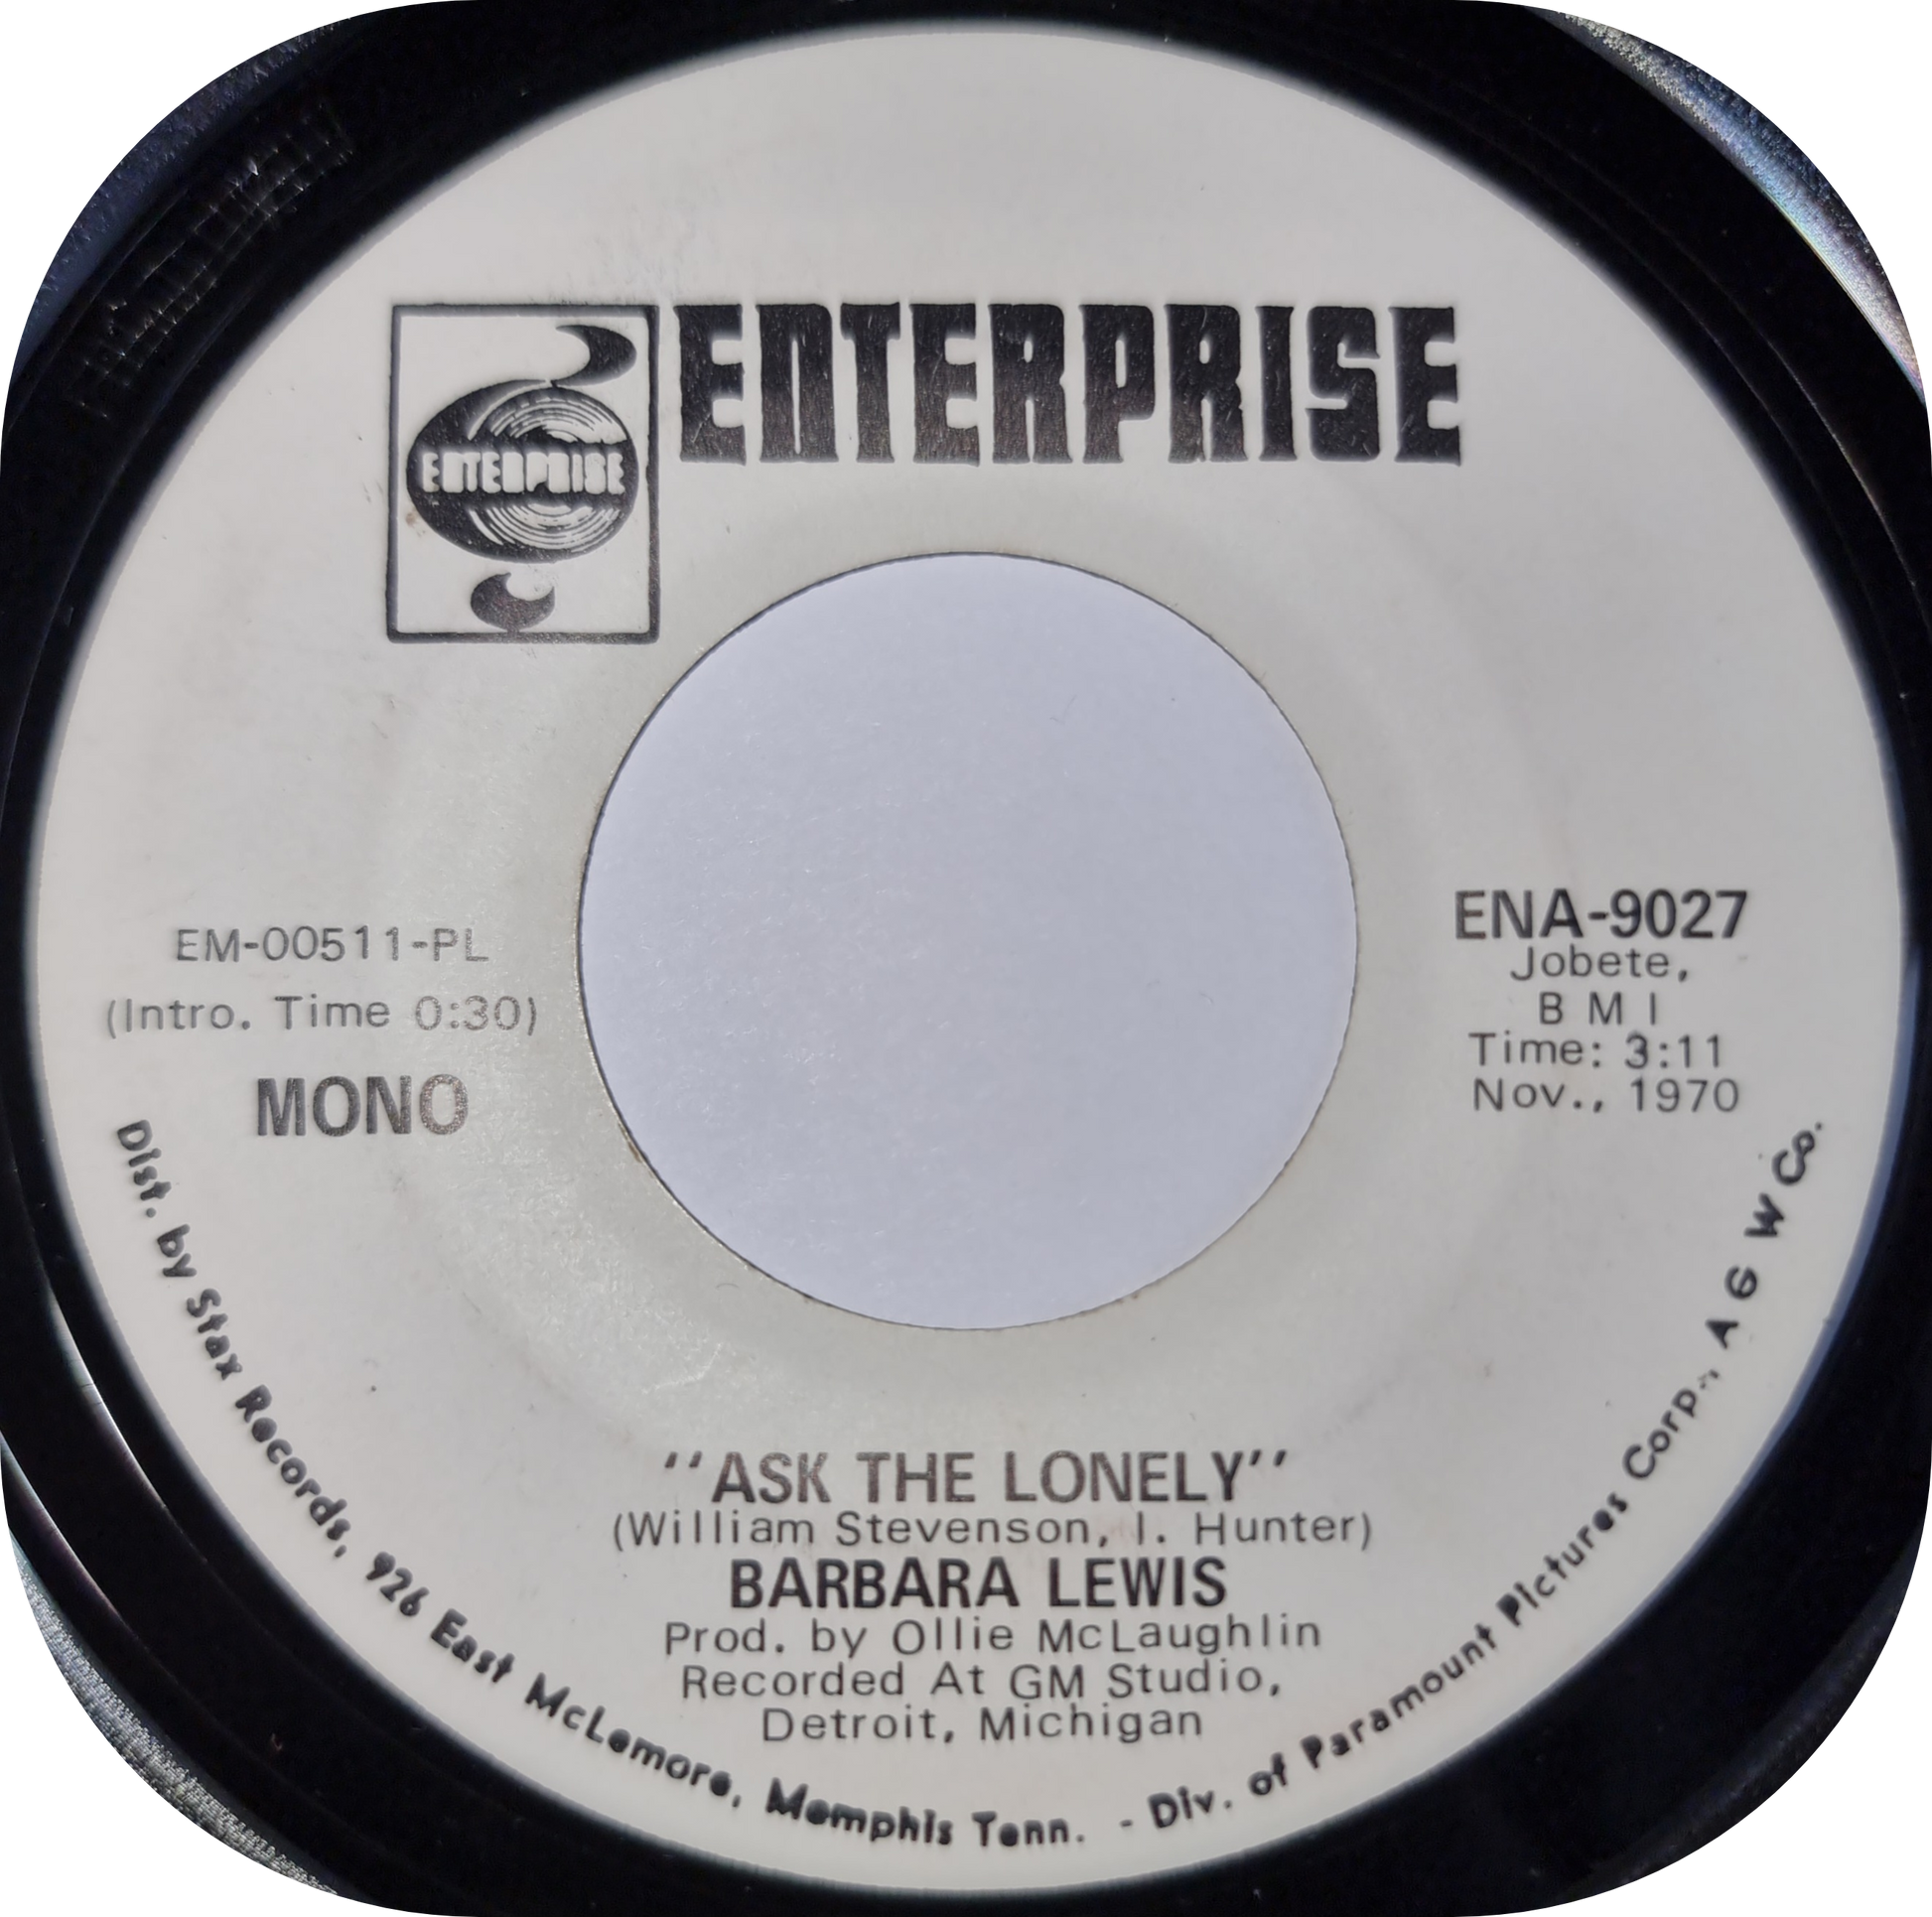 ENTERPRISE
ENTERPRISE
EM-00511-PL
(Intro. Time 0:30)
MONO
ENA-9027
Jobete,
B M I
Time: 3:11
Nov., 1970
"ASK THE LONELY"
(William Stevenson, I. Hunter)
BARBARA LEWIS
Prod. by Ollie McLaughlin
Recorded At GM Studio,
Detroit, Michigan
Dist. by Stax Records, 926 East McLemore, Memphis Tenn. - Div. of Paramount Pictures Corp., A G W Co.